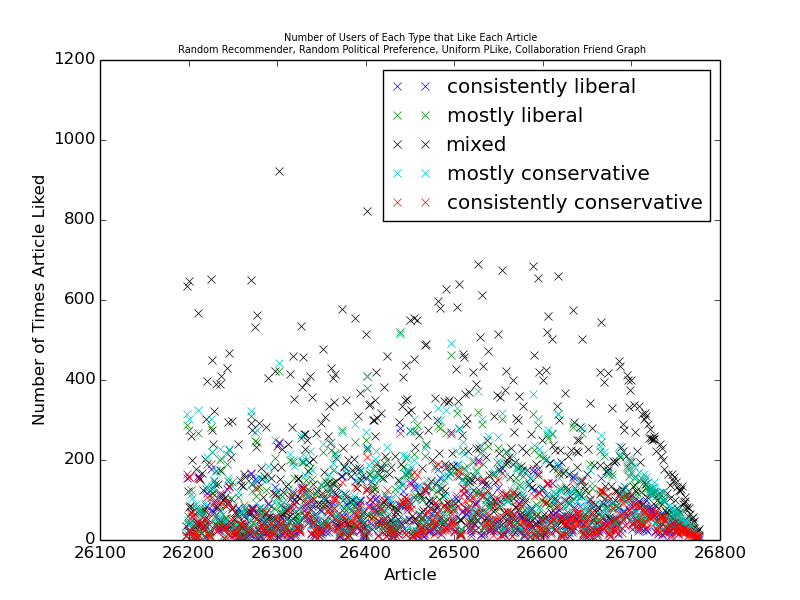 Number of Users of Each Type that Like Each Article
Random Recommender, Random Political Preference, Uniform PLike, Collaboration Friend Graph
1200
1000
800
600
400
200
0
Number of Times Article Liked
consistently liberal
mostly liberal
mixed
mostly conservative
consistently conservative
26100 26200 26300 26400 26500 26600 26700 26800
Article